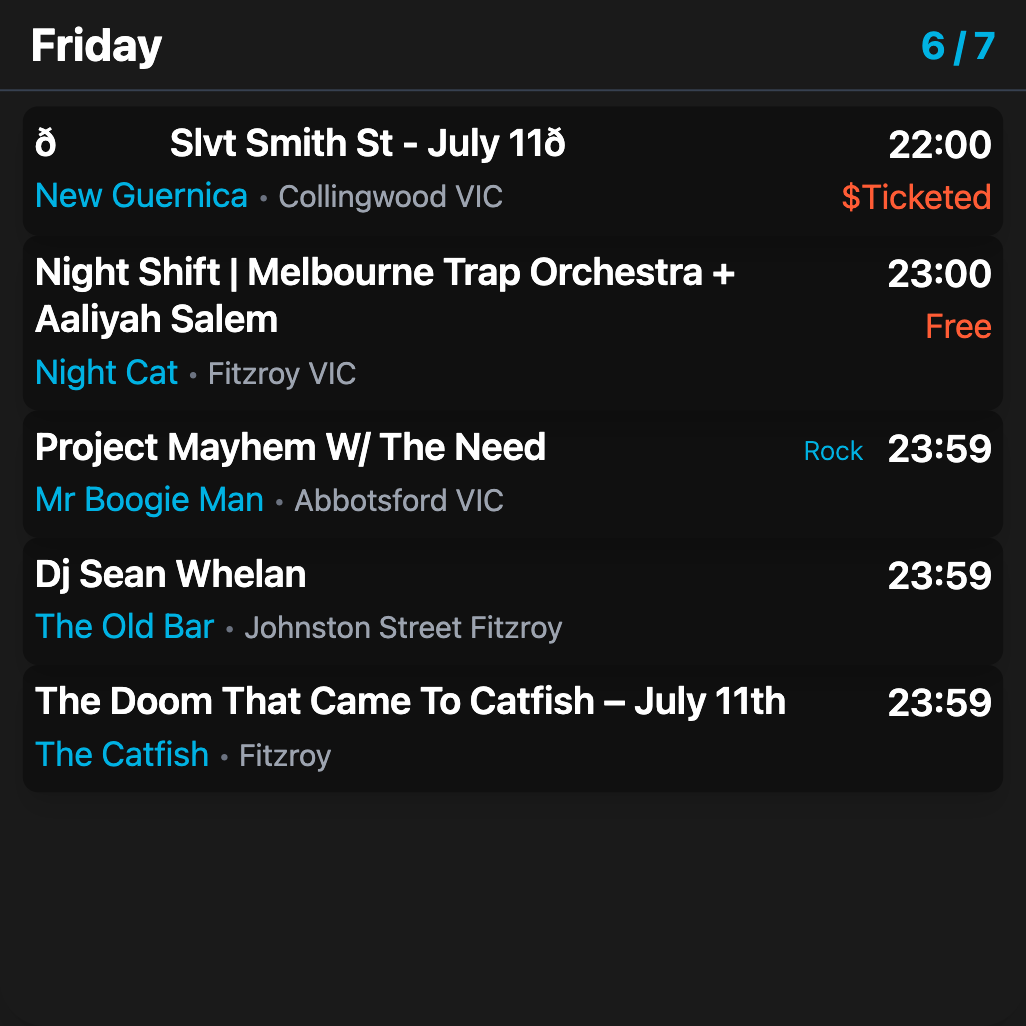 Friday 6 / 7
ð Slvt Smith St - July 11ð 22:00
New Guernica • Collingwood VIC $Ticketed
Night Shift | Melbourne Trap Orchestra + 23:00
Aaliyah Salem Free
Night Cat • Fitzroy VIC
Project Mayhem W/ The Need Rock 23:59
Mr Boogie Man • Abbotsford VIC
Dj Sean Whelan 23:59
The Old Bar • Johnston Street Fitzroy
The Doom That Came To Catfish – July 11th 23:59
The Catfish • Fitzroy